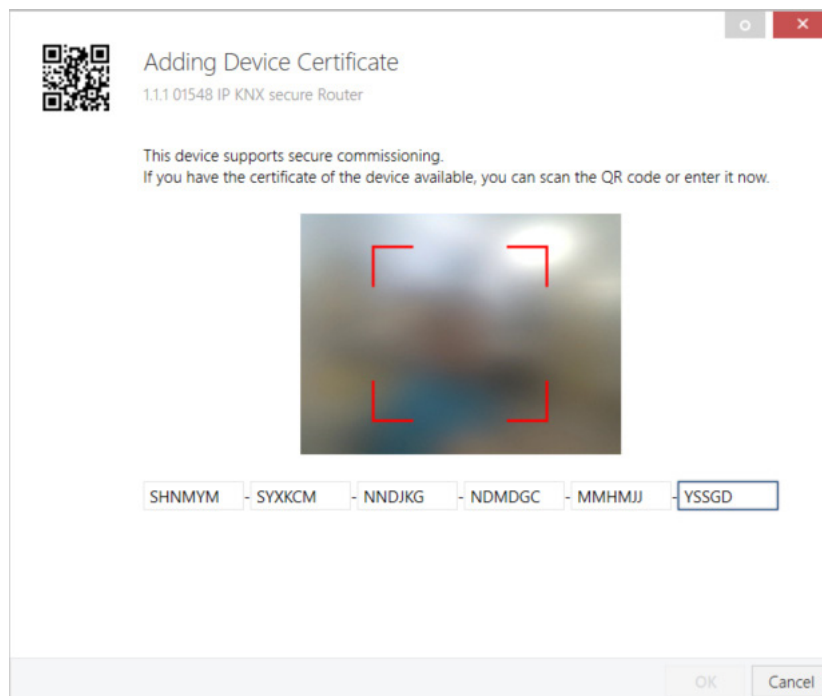 Adding Device Certificate
1.1.1 01548 IP KNX secure Router
This device supports secure commissioning.
If you have the certificate of the device available, you can scan the QR code or enter it now.
SHNMYM - SYXKCM - NNDJKG - NDMDGC - MMHMJJ - YSSGD
OK Cancel